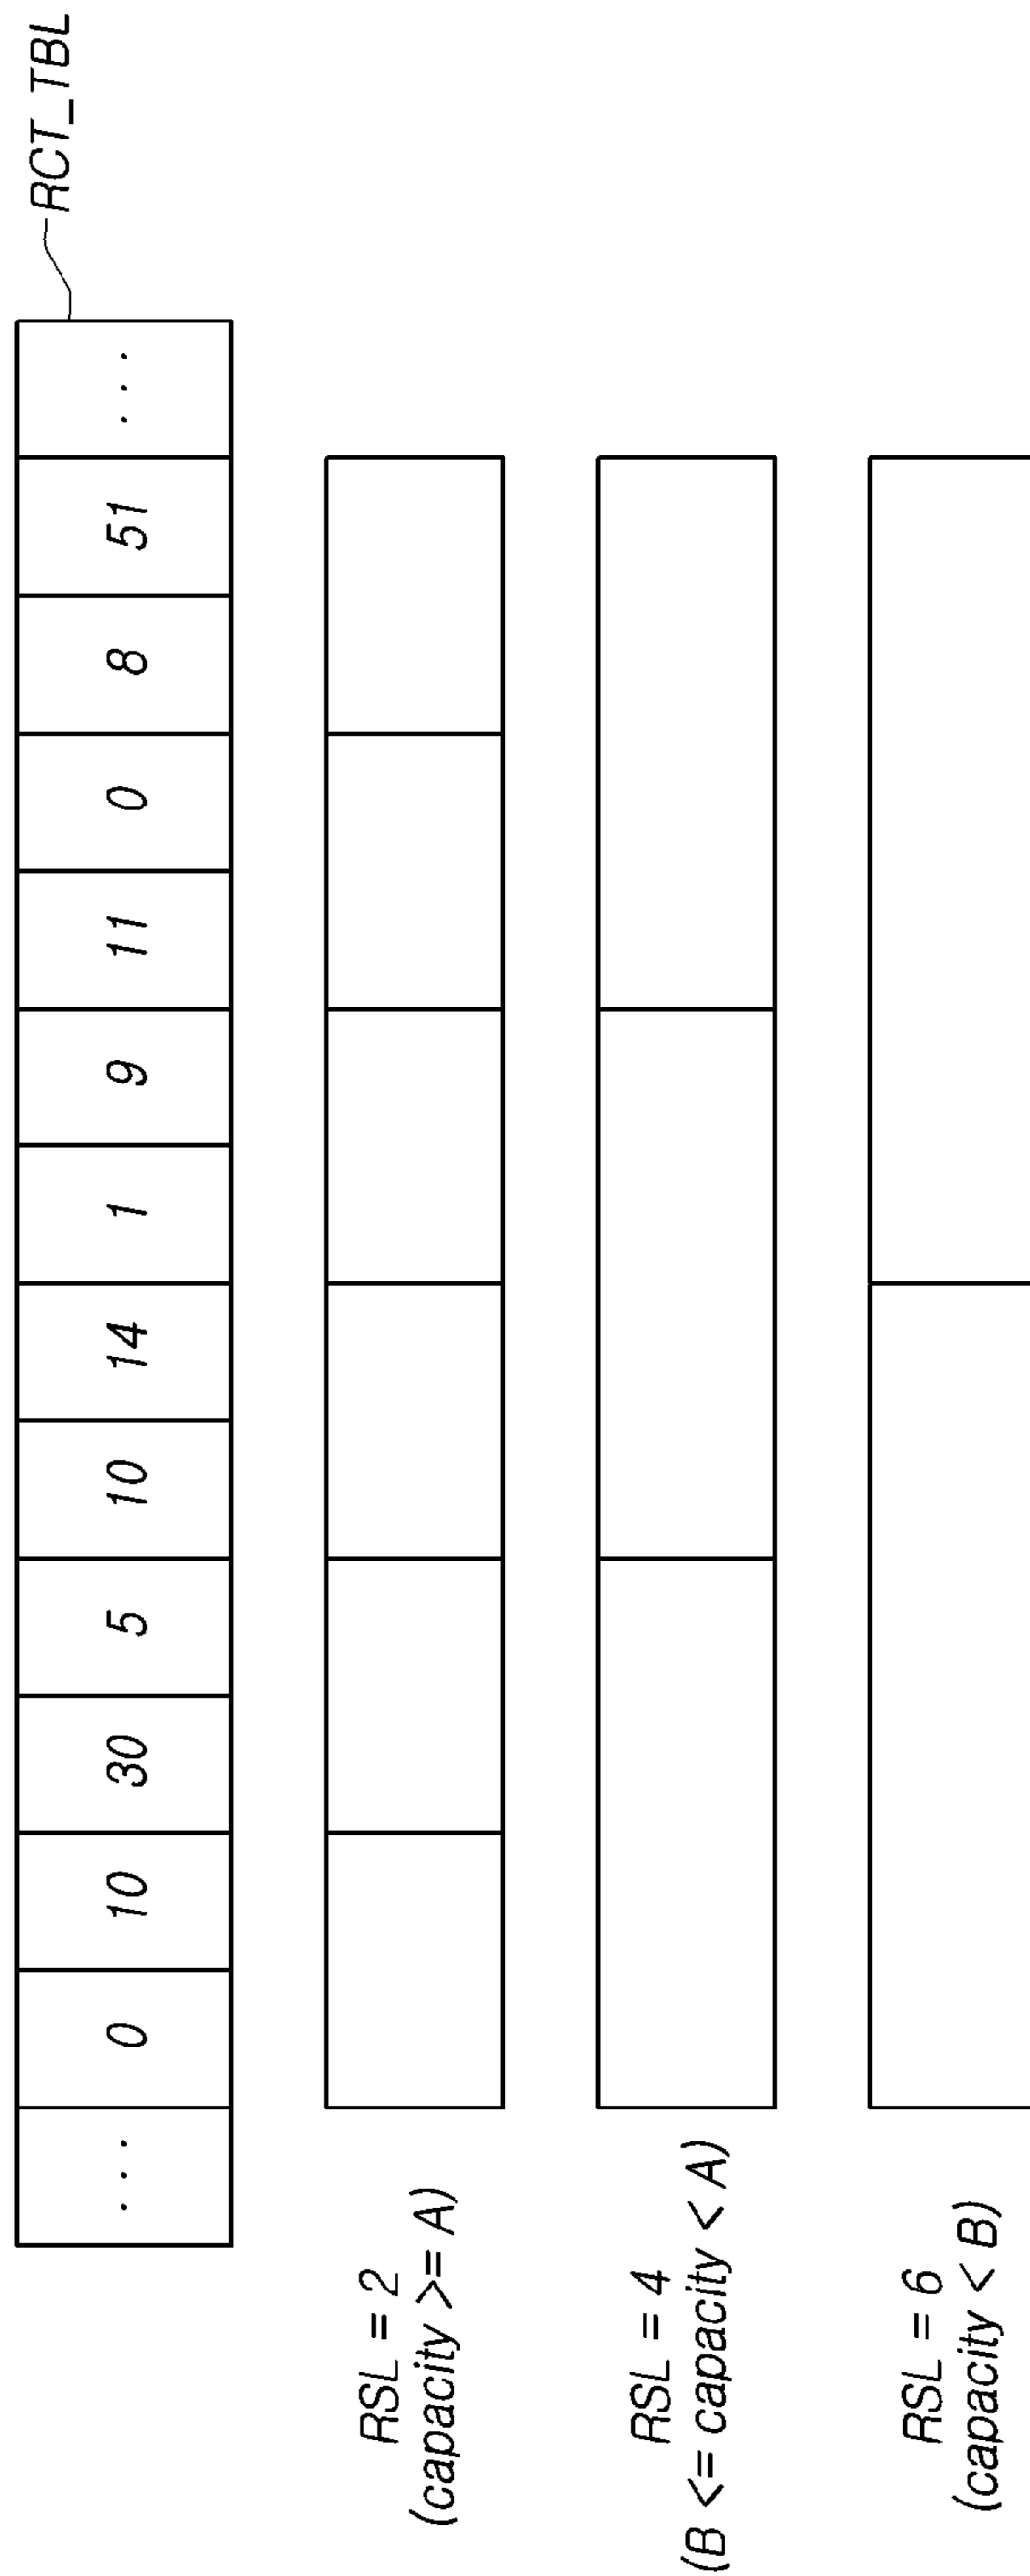 RCT_TBL
... 0 10 30 5 10 14 1 9 11 0 8 51 ...
RSL = 2
(capacity >= A)
RSL = 4
(B <= capacity < A)
RSL = 6
(capacity < B)